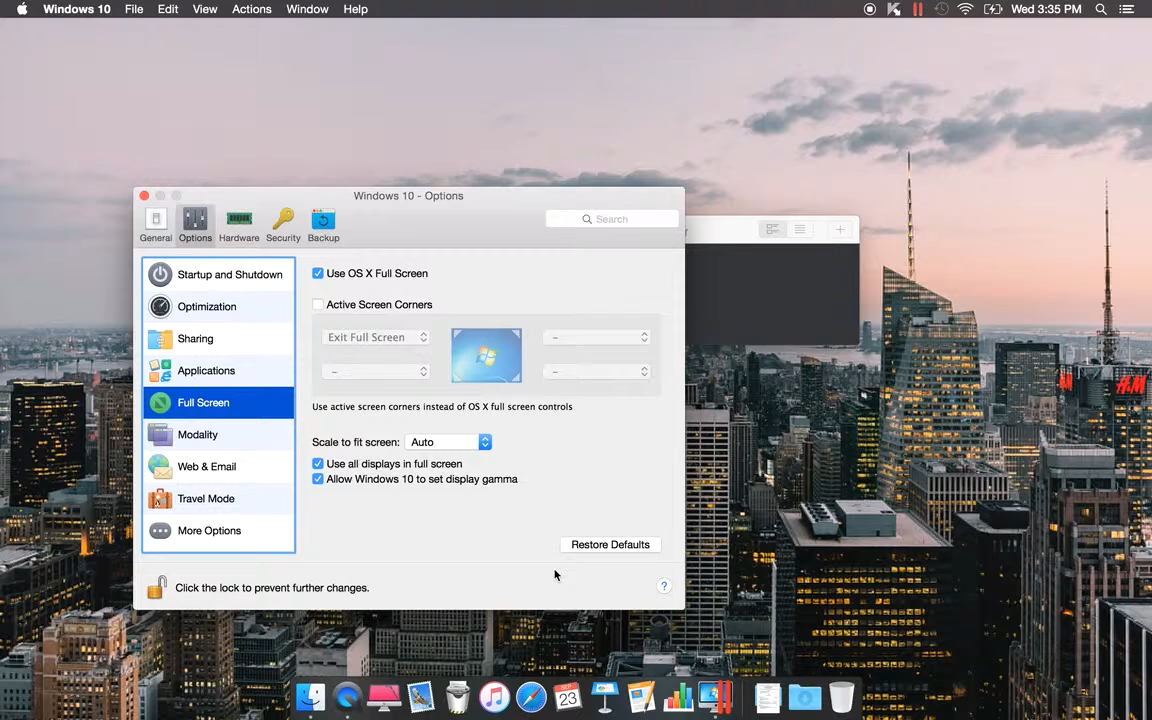 Windows 10 File Edit View Actions Window Help Wed 3:35 PM
Windows 10 - Options
General Options Hardware Security Backup
Search
Startup and Shutdown
Optimization
Sharing
Applications
Full Screen
Modality
Web & Email
Travel Mode
More Options
Use OS X Full Screen
Active Screen Corners
Exit Full Screen –
– –
Use active screen corners instead of OS X full screen controls
Scale to fit screen: Auto
Use all displays in full screen
Allow Windows 10 to set display gamma
Restore Defaults
Click the lock to prevent further changes.
?
H&M
SEP
23